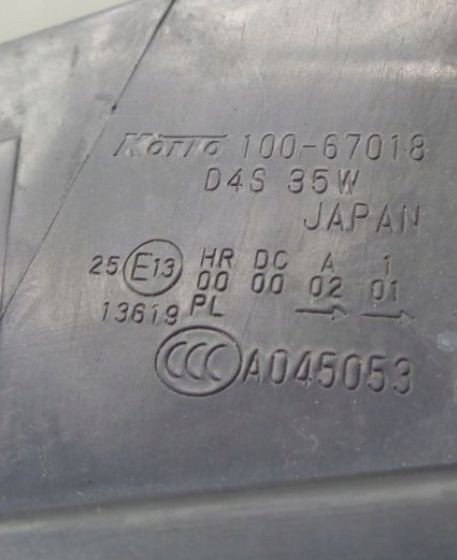 KOITO 100-67018
D4S 35W
JAPAN
25 E13 HR DC A 1
00 00 02 01
13619 PL → →
CCC A045053